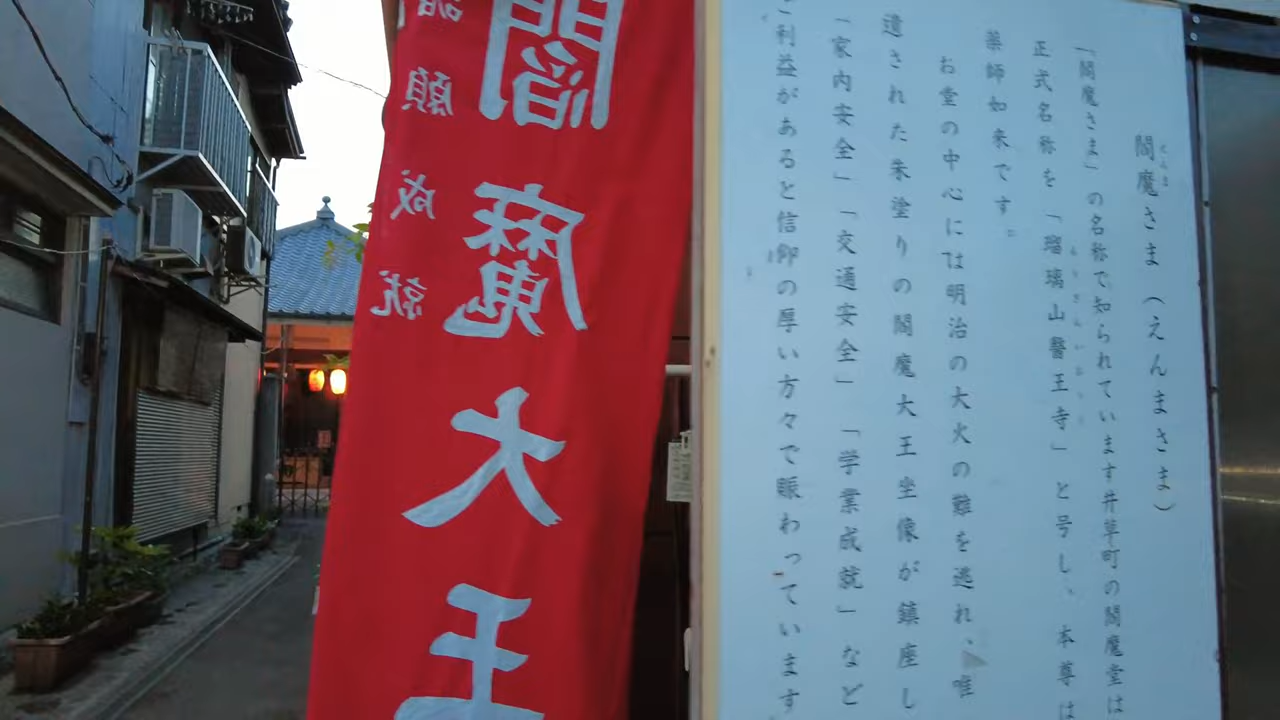 閻魔さま(えんまさま)
「閻魔さま」の名称で知られています井草町の閻魔堂は
正式名称を「瑠璃山醫王寺」と号し、本尊は
薬師如来です。
お堂の中心には明治の大火の難を逃れ、唯
遺された朱塗りの閻魔大王坐像が鎮座し
「家内安全」「交通安全」「学業成就」など
ご利益があると信仰の厚い方々で賑わっています
閻魔大王
願成就